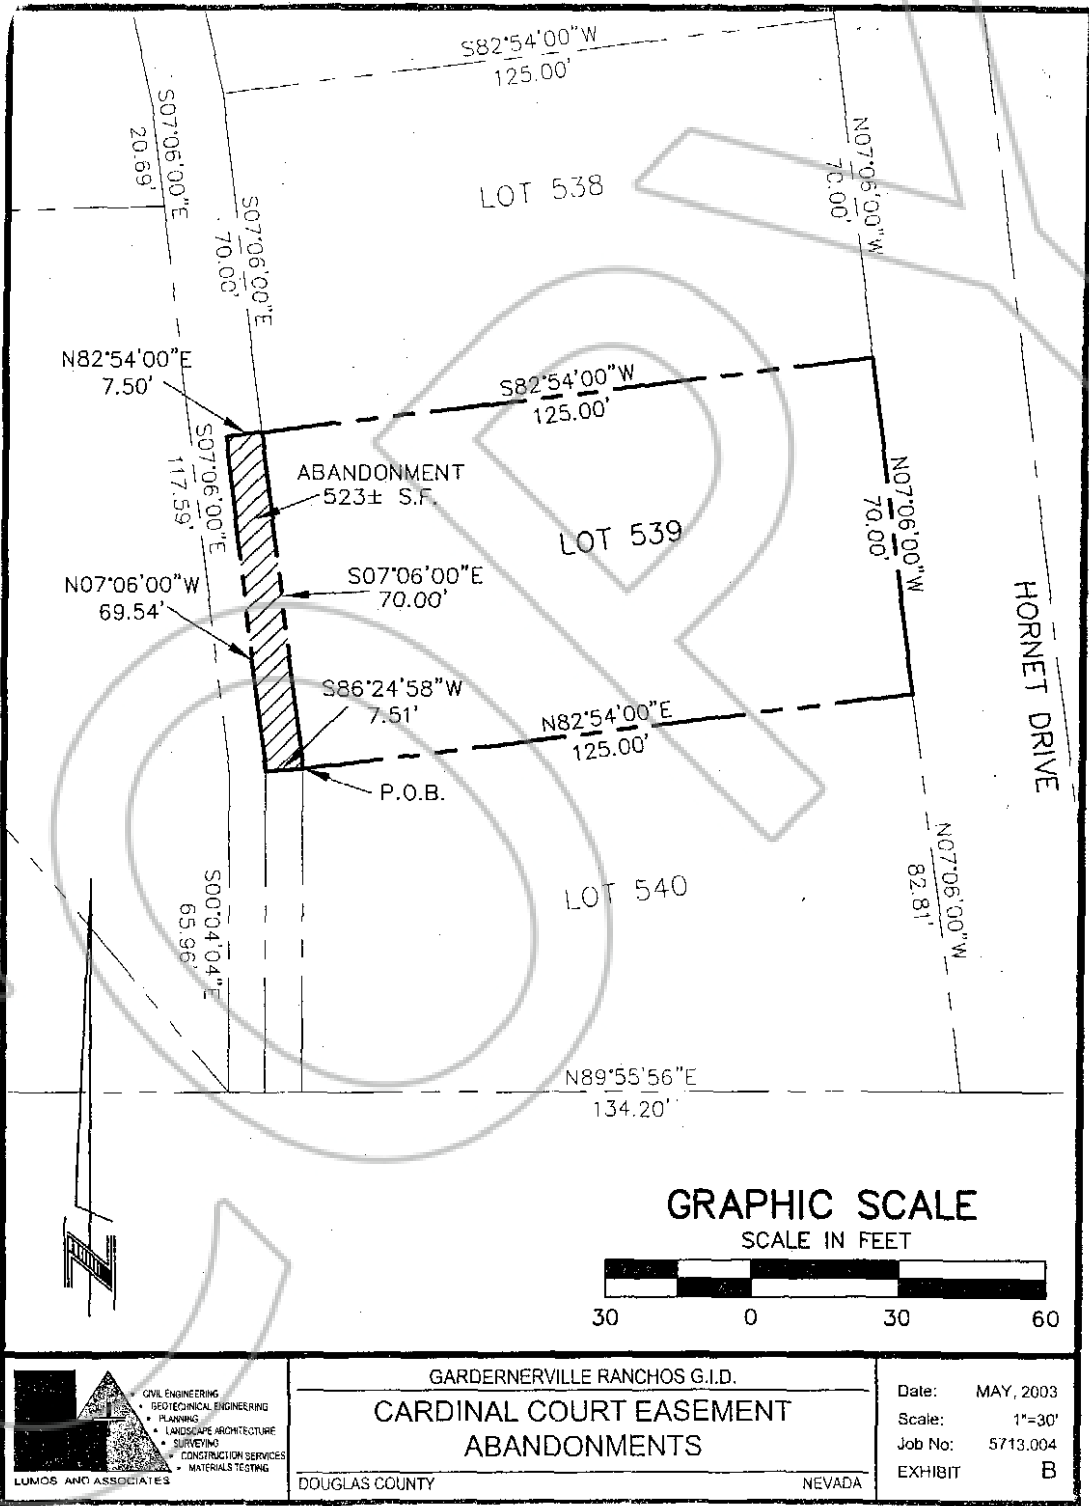 S82°54'00"W
125.00'
S07°06'00"E
20.69'
N07°06'00"W
70.00'
LOT 538
S07°06'00"E
70.00'
N82°54'00"E
7.50'
S82°54'00"W
125.00'
S07°06'00"E
117.59'
ABANDONMENT
523± S.F.
N07°06'00"W
70.00'
LOT 539
N07°06'00"W
69.54'
S07°06'00"E
70.00'
HORNET DRIVE
S86°24'58"W
7.51'
N82°54'00"E
125.00'
P.O.B.
S00°04'04"E
65.96'
LOT 540
N07°06'00"W
82.81'
N89°55'56"E
134.20'
N
COPY
GRAPHIC SCALE
SCALE IN FEET
30 0 30 60
CIVIL ENGINEERING
GEOTECHNICAL ENGINEERING
PLANNING
LANDSCAPE ARCHITECTURE
SURVEYING
CONSTRUCTION SERVICES
MATERIALS TESTING
LUMOS AND ASSOCIATES
GARDERNERVILLE RANCHOS G.I.D.
CARDINAL COURT EASEMENT
ABANDONMENTS
DOUGLAS COUNTY NEVADA
Date: MAY, 2003
Scale: 1"=30'
Job No: 5713.004
EXHIBIT B